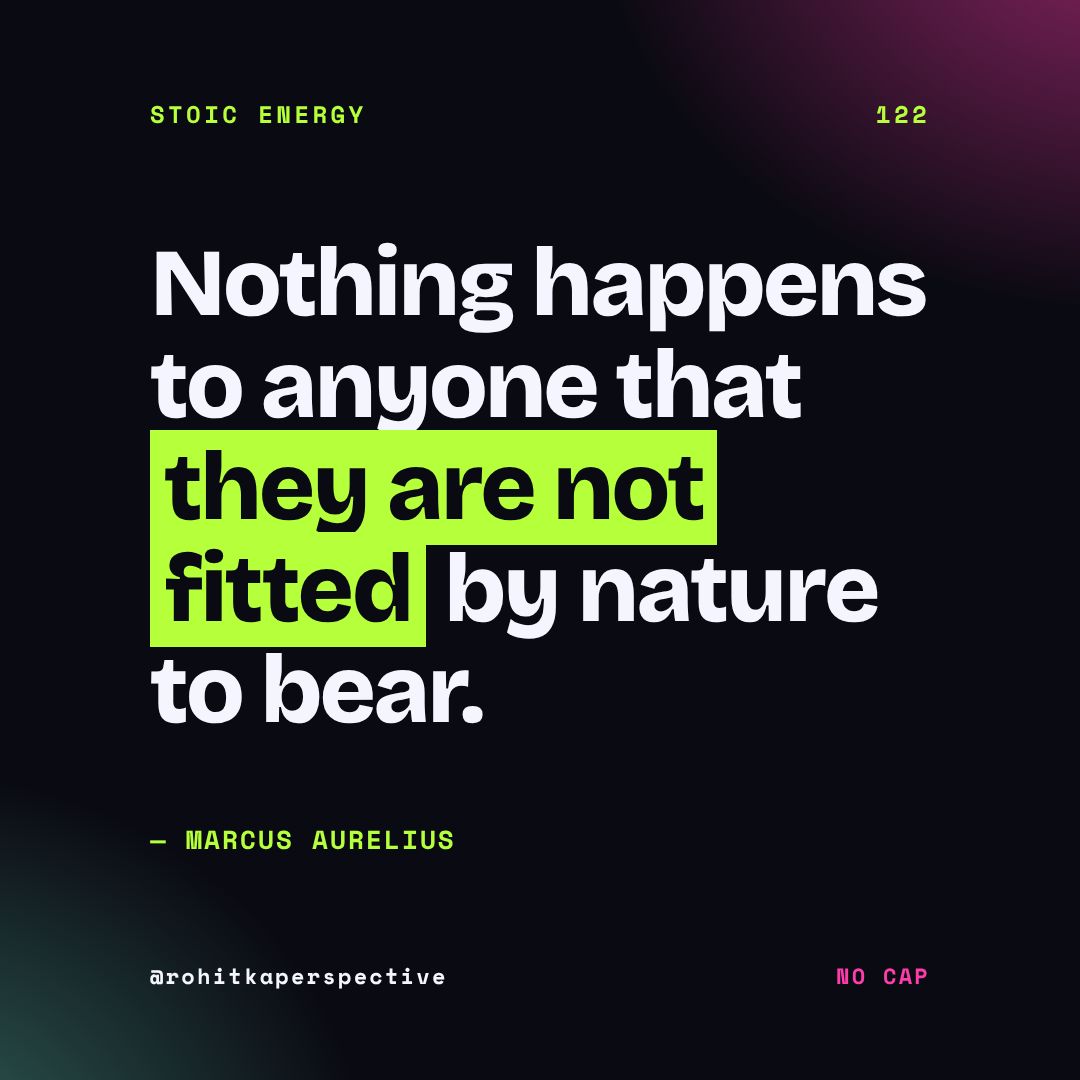 STOIC ENERGY
122
Nothing happens
to anyone that
they are not
fitted by nature
to bear.
— MARCUS AURELIUS
@rohitkaperspective
NO CAP